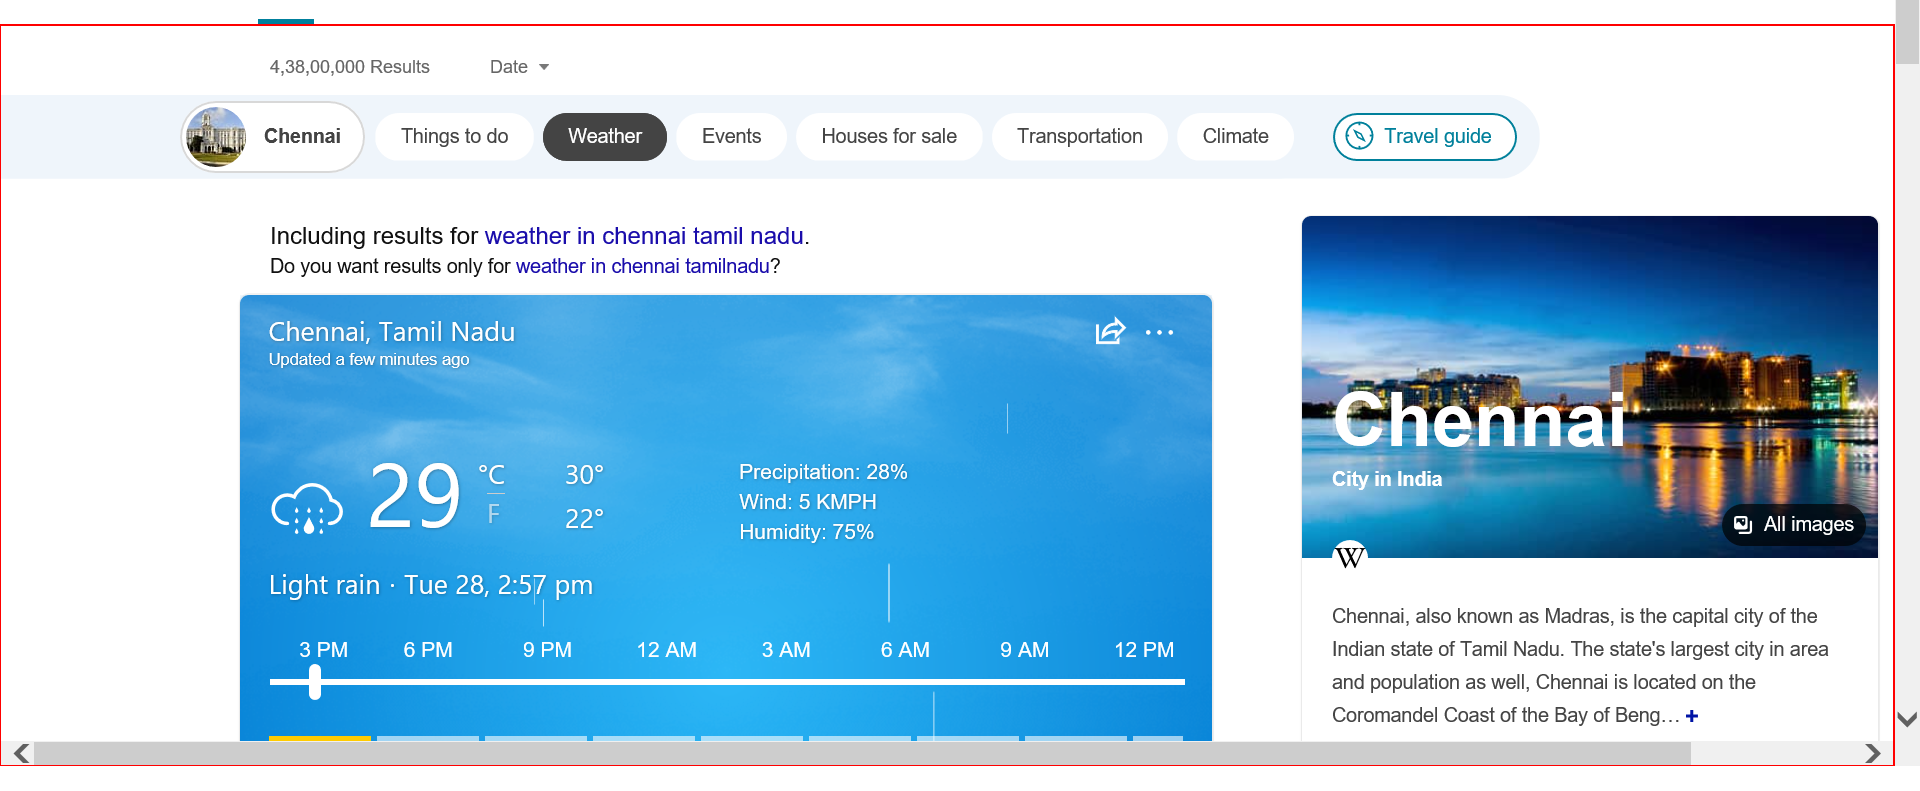 4,38,00,000 Results Date
Chennai Things to do Weather Events Houses for sale Transportation Climate Travel guide
Including results for weather in chennai tamil nadu.
Do you want results only for weather in chennai tamilnadu?
Chennai, Tamil Nadu
Updated a few minutes ago
29 °C
F
30°
22°
Precipitation: 28%
Wind: 5 KMPH
Humidity: 75%
Light rain · Tue 28, 2:57 pm
3 PM 6 PM 9 PM 12 AM 3 AM 6 AM 9 AM 12 PM
Chennai
City in India
All images
W
Chennai, also known as Madras, is the capital city of the
Indian state of Tamil Nadu. The state's largest city in area
and population as well, Chennai is located on the
Coromandel Coast of the Bay of Beng… +